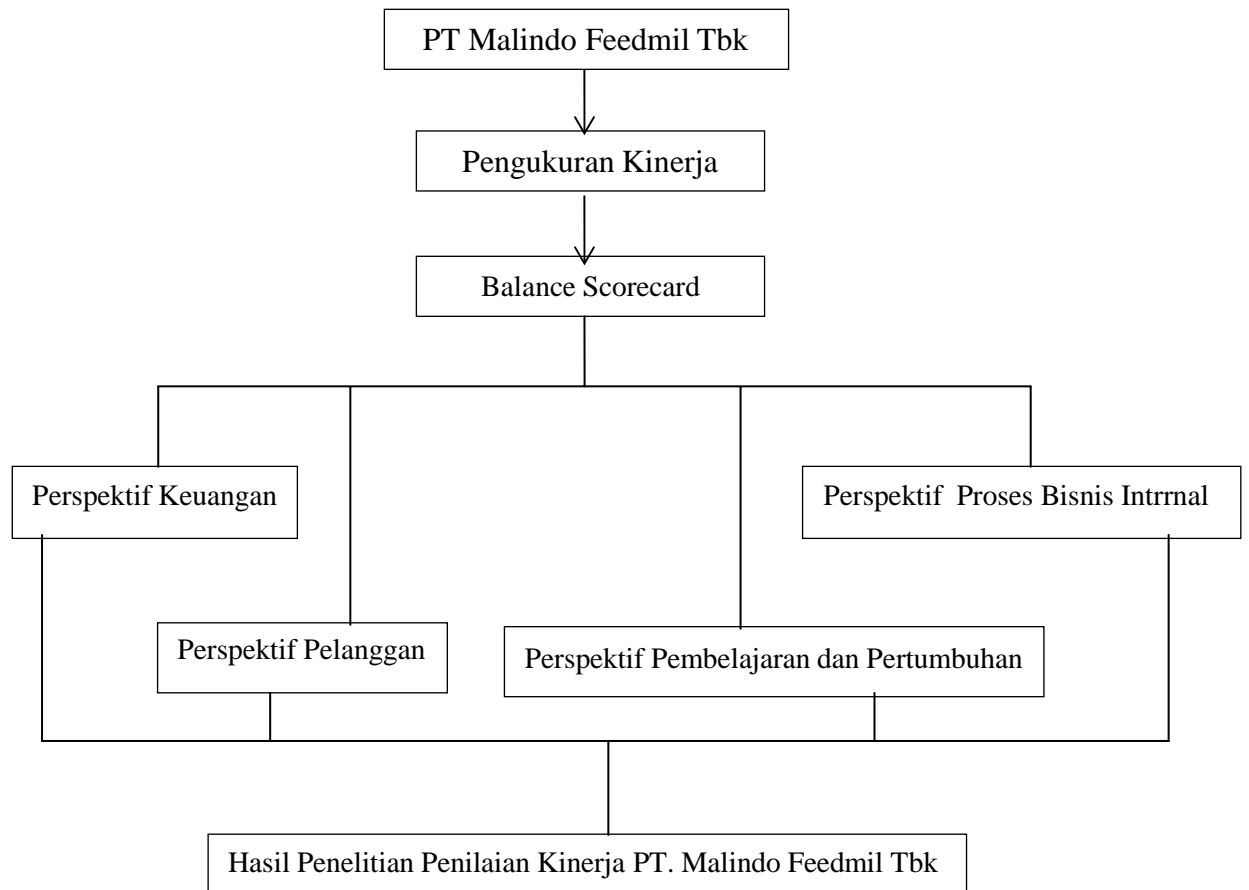 PT Malindo Feedmil Tbk
Pengukuran Kinerja
Balance Scorecard
Perspektif Keuangan
Perspektif Proses Bisnis Intrrnal
Perspektif Pelanggan
Perspektif Pembelajaran dan Pertumbuhan
Hasil Penelitian Penilaian Kinerja PT. Malindo Feedmil Tbk